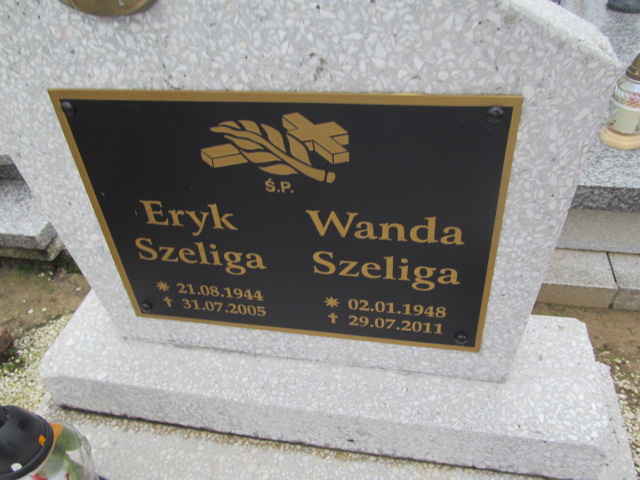 Ś.P.
Eryk
Szeliga
* 21.08.1944
✝ 31.07.2005
Wanda
Szeliga
* 02.01.1948
✝ 29.07.2011